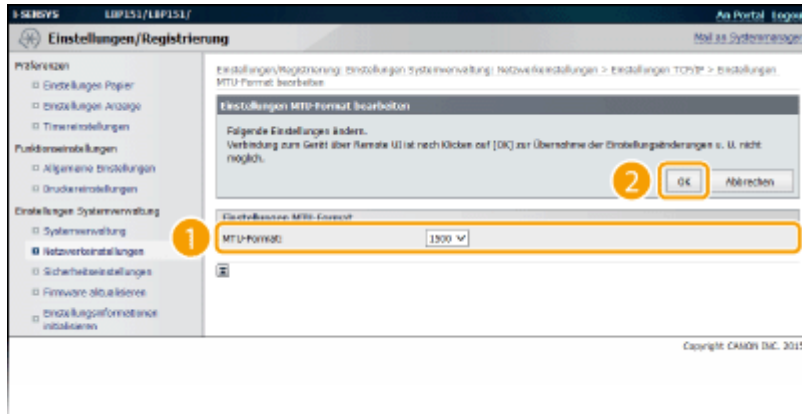 i-SENSYS LBP151/LBP151/ An Portal Logou
Einstellungen/Registrierung Mail an Systemmanager
Präferenzen
Einstellungen Papier
Einstellungen Anzeige
Timereinstellungen
Funktionseinstellungen
Allgemeine Einstellungen
Druckereinstellungen
Einstellungen Systemverwaltung
Systemverwaltung
Netzwerkeinstellungen
Sicherheitseinstellungen
Firmware aktualisieren
Einstellungsinformationen
initialisieren
Einstellungen/Registrierung: Einstellungen Systemverwaltung: Netzwerkeinstellungen > Einstellungen TCP/IP > Einstellungen
MTU-Format bearbeiten
Einstellungen MTU-Format bearbeiten
Folgende Einstellungen ändern.
Verbindung zum Gerät über Remote UI ist nach Klicken auf [OK] zur Übernahme der Einstellungsänderungen u. U. nicht
möglich.
2 OK Abbrechen
Einstellungen MTU-Format
1 MTU-Format: 1500
Copyright CANON INC. 2015